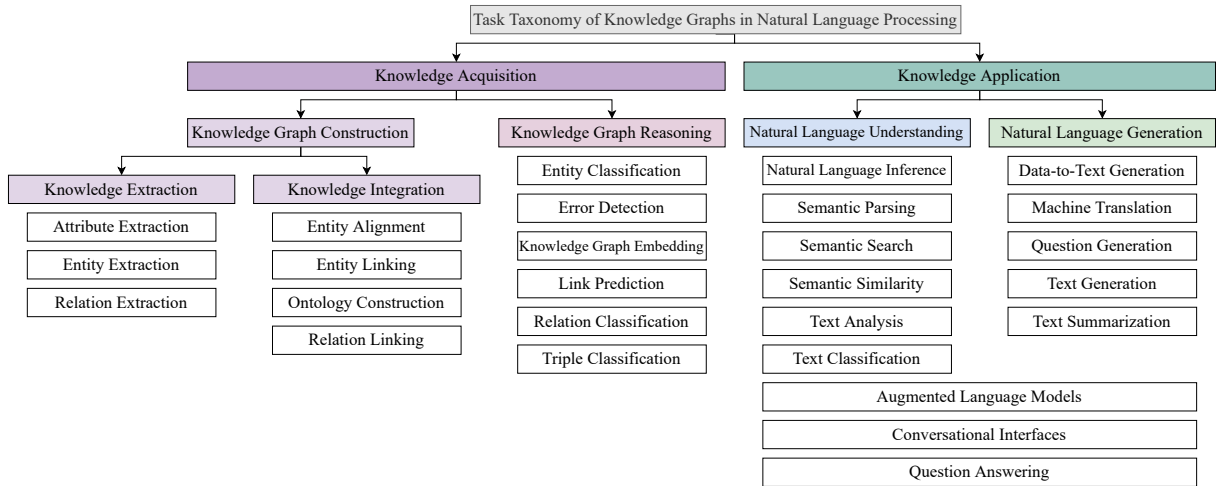 Task Taxonomy of Knowledge Graphs in Natural Language Processing
Knowledge Acquisition
Knowledge Application
Knowledge Graph Construction
Knowledge Graph Reasoning
Natural Language Understanding
Natural Language Generation
Knowledge Extraction
Knowledge Integration
Attribute Extraction
Entity Extraction
Relation Extraction
Entity Alignment
Entity Linking
Ontology Construction
Relation Linking
Entity Classification
Error Detection
Knowledge Graph Embedding
Link Prediction
Relation Classification
Triple Classification
Natural Language Inference
Semantic Parsing
Semantic Search
Semantic Similarity
Text Analysis
Text Classification
Data-to-Text Generation
Machine Translation
Question Generation
Text Generation
Text Summarization
Augmented Language Models
Conversational Interfaces
Question Answering